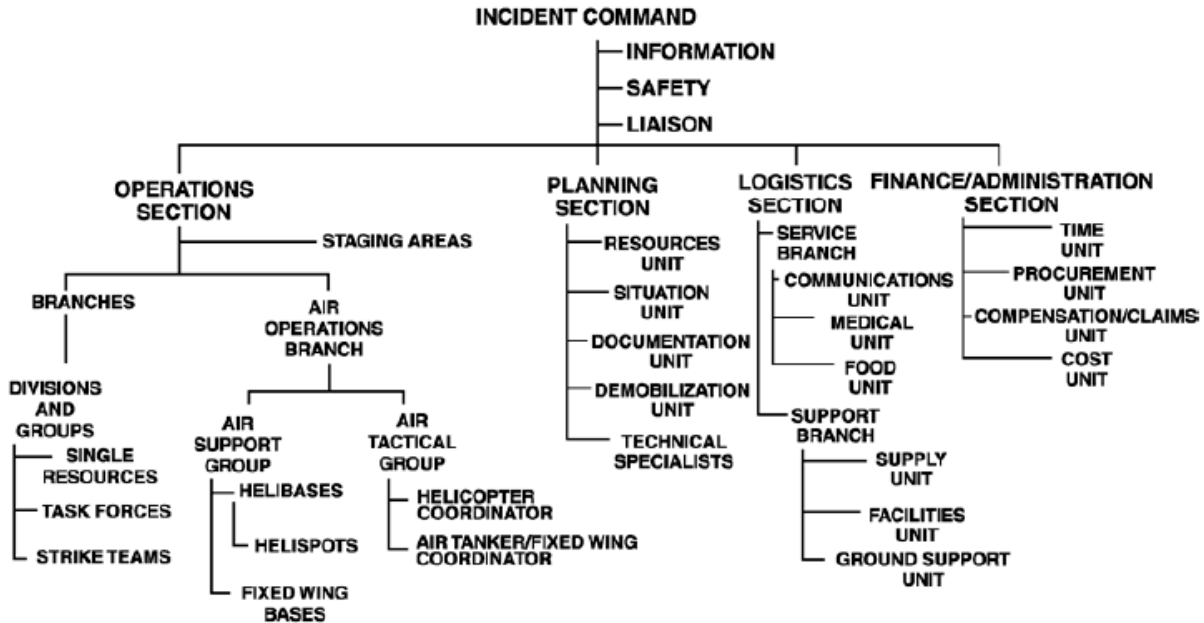 INCIDENT COMMAND
INFORMATION
SAFETY
LIAISON
OPERATIONS
SECTION
STAGING AREAS
BRANCHES
DIVISIONS
AND
GROUPS
SINGLE
RESOURCES
TASK FORCES
STRIKE TEAMS
AIR
OPERATIONS
BRANCH
AIR
SUPPORT
GROUP
HELIBASES
HELISPOTS
FIXED WING
BASES
AIR
TACTICAL
GROUP
HELICOPTER
COORDINATOR
AIR TANKER/FIXED WING
COORDINATOR
PLANNING
SECTION
RESOURCES
UNIT
SITUATION
UNIT
DOCUMENTATION
UNIT
DEMOBILIZATION
UNIT
TECHNICAL
SPECIALISTS
LOGISTICS
SECTION
SERVICE
BRANCH
COMMUNICATIONS
UNIT
MEDICAL
UNIT
FOOD
UNIT
SUPPORT
BRANCH
SUPPLY
UNIT
FACILITIES
UNIT
GROUND SUPPORT
UNIT
FINANCE/ADMINISTRATION
SECTION
TIME
UNIT
PROCUREMENT
UNIT
COMPENSATION/CLAIMS
UNIT
COST
UNIT